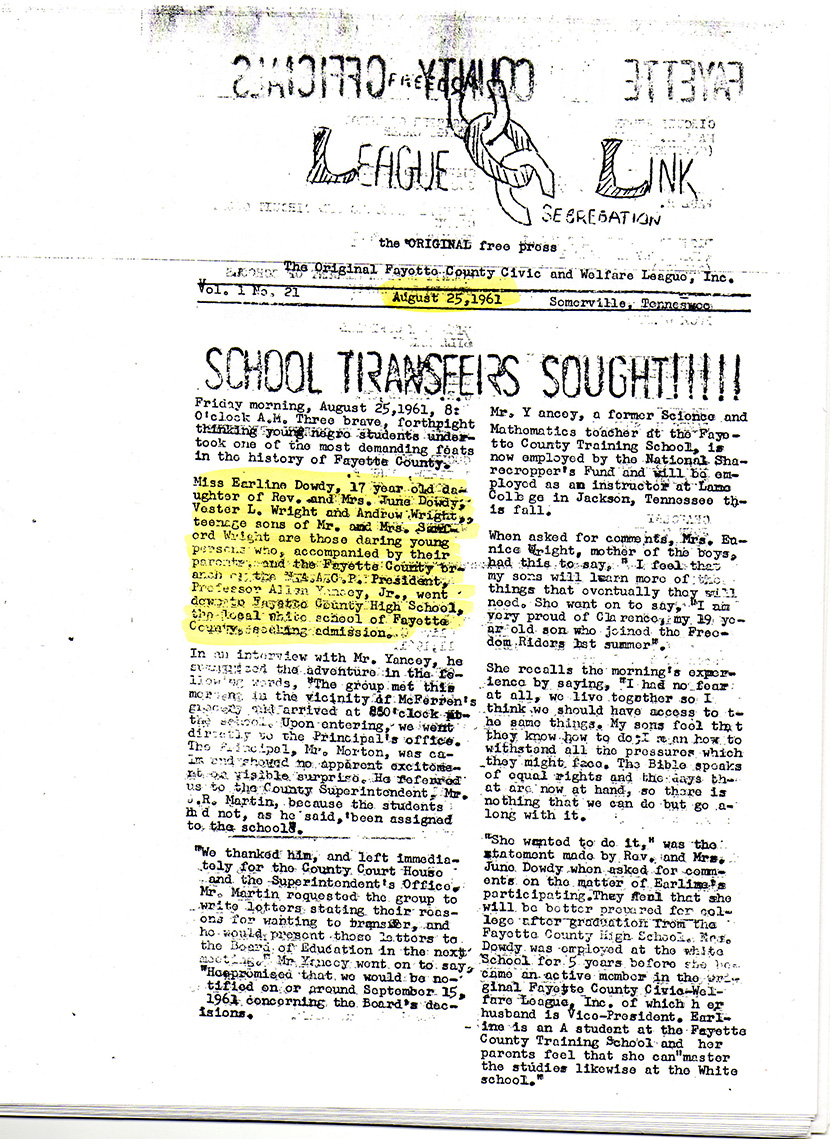 FAYETTE COUNTY OFFICIALS
FREEDOM
LEAGUE LINK
SEGREGATION
the ORIGINAL free press
The Original Fayette County Civic and Welfare League, Inc.
Vol. 1 No. 21 August 25,1961 Somerville, Tennessee
SCHOOL TRANSFERS SOUGHT!!!!!
Friday morning, August 25,1961, 8:
O'clock A.M. Three brave, forthright
thinking young negro students under-
took one of the most demanding feats
in the history of Fayette County.
Miss Earline Dowdy, 17 year old da-
ughter of Rev. and Mrs. June Dowdy,
Vester L. Wright and Andrew Wright,
teenage sons of Mr. and Mrs.
ord Wright are those daring young
persons who, accompanied by their
parents, and the Fayette County br-
anch of the N.A.A.C.P. President,
Professor Allen Yancey, Jr., went
down to Fayette County High School,
the local white school of Fayette
County, seeking admission.
In an interview with Mr. Yancey, he
summarized the adventure in the fo-
llowing words, "The group met this
morning in the vicinity of McFerren's
grocery and arrived at 8:30'clock at
the school. Upon entering, we went
directly to the Principal's office.
The Principal, Mr. Morton, was ca-
lm and showed no apparent exciteme-
nt or visible surprise. He referred
us to the County Superintendent, Mr.
J.R. Martin, because the students
had not, as he said, 'been assigned
to the schools.
"We thanked him, and left immedia-
tely for the County Court House
and the Superintendent's Office.
Mr. Martin requested the group to
write letters stating their reas-
ons for wanting to transfer, and
he would present those letters to
the Board of Education in the next
meeting," Mr Yancey went on to say,
"He promised that we would be no-
tified on or around September 15,
1961 concerning the Board's dec-
isions.
Mr. Y ancey, a former Science and
Mathematics teacher at the Faye-
tte County Training School, is
now employed by the National Sha-
recropper's Fund and will be em-
ployed as an instructor at Lane
College in Jackson, Tennessee th-
is fall.
When asked for comments, Mrs. Eu-
nice Wright, mother of the boys,
had this to say, " I feel that
my sons will learn more of the
things that eventually they will
need. She went on to say, "I am
very proud of Clarence, my 19 ye-
ar old son who joined the Free-
dom Riders last summer".
She recalls the morning's exper-
ience by saying, "I had no fear
at all, we live together so I
think we should have access to t-
he same things. My sons feel that
they know how to do; I mean how to
withstand all the pressures which
they might face. The Bible speaks
of equal rights and the days th-
at are now at hand, so there is
nothing that we can do but go a-
long with it.
"She wanted to do it," was the
statement made by Rev. and Mrs.
June Dowdy when asked for comm-
ents on the matter of Earline's
participating. They feel that she
will be better prepared for col-
lege after graduation from the
Fayette County High School. Rev.
Dowdy was employed at the white
School for 5 years before she be-
came an active member in the Ori-
ginal Fayette County Civic Wel-
fare League, Inc. of which h er
husband is Vice-President. Earl-
ine is an A student at the Fayette
County Training School and her
parents feel that she can "master
the studies likewise at the White
school."